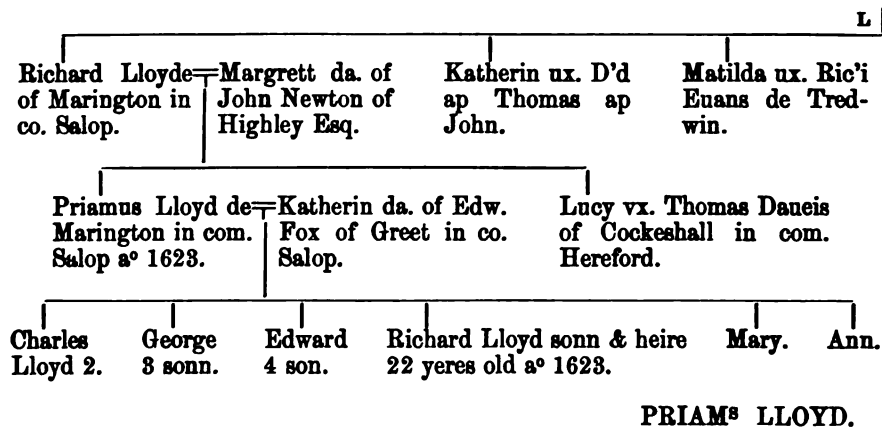 L
Richard Lloyde
of Marington in
co. Salop.
Margrett da. of
John Newton of
Highley Esq.
Katherin ux. D'd
ap Thomas ap
John.
Matilda ux. Ric'i
Euans de Tred-
win.
Priamus Lloyd de
Marington in com.
Salop aº 1623.
Katherin da. of Edw.
Fox of Greet in co.
Salop.
Lucy vx. Thomas Daueis
of Cockeshall in com.
Hereford.
Charles
Lloyd 2.
George
3 sonn.
Edward
4 son.
Richard Lloyd sonn & heire
22 yeres old aº 1623.
Mary.
Ann.
PRIAMˢ LLOYD.